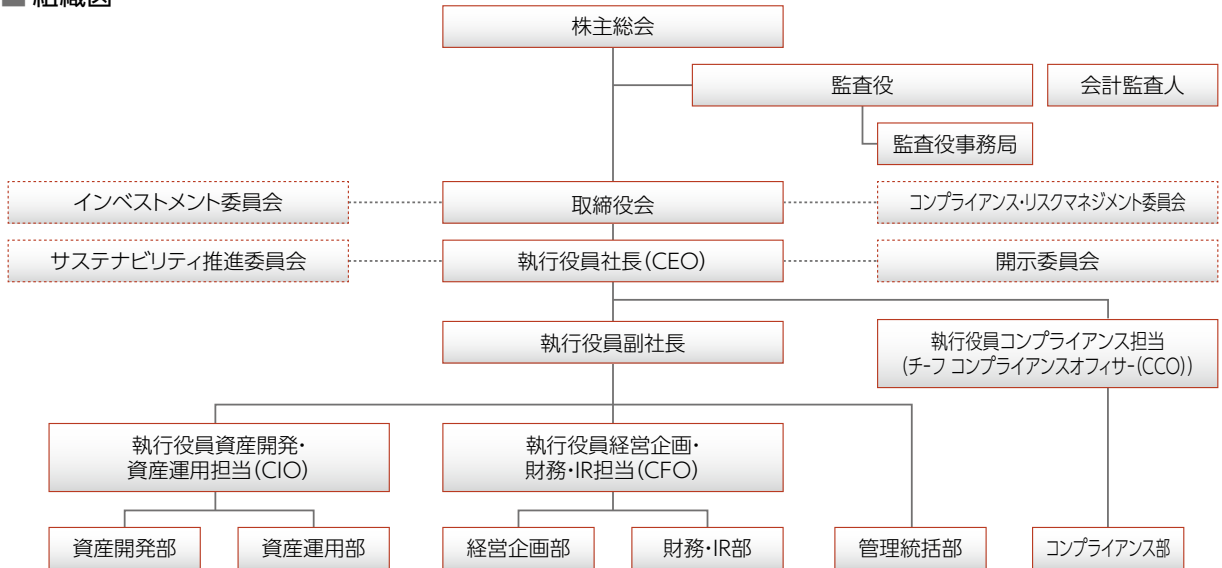 ■ 組織図
株主総会
監査役
会計監査人
監査役事務局
インベストメント委員会
取締役会
コンプライアンス・リスクマネジメント委員会
サステナビリティ推進委員会
執行役員社長(CEO)
開示委員会
執行役員副社長
執行役員コンプライアンス担当
(チーフ コンプライアンスオフィサー(CCO))
執行役員資産開発・
資産運用担当(CIO)
執行役員経営企画・
財務・IR担当(CFO)
資産開発部
資産運用部
経営企画部
財務・IR部
管理統括部
コンプライアンス部